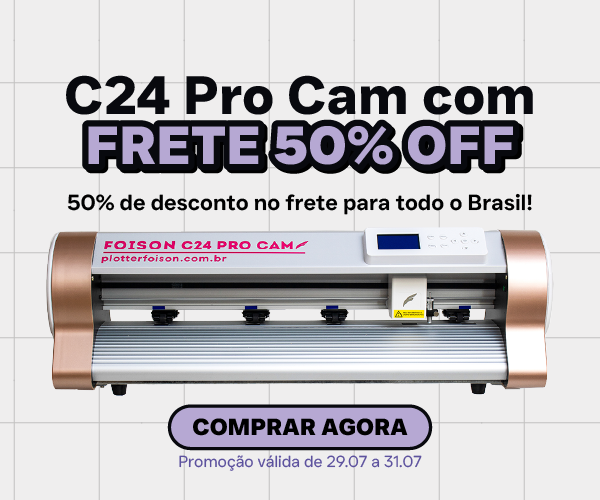 C24 Pro Cam com
FRETE 50% OFF
50% de desconto no frete para todo o Brasil!
FOISON C24 PRO CAM
plotterfoison.com.br
COMPRAR AGORA
Promoção válida de 29.07 a 31.07